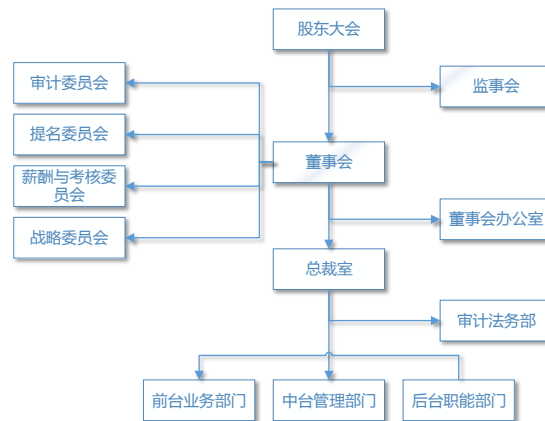 股东大会
审计委员会
监事会
提名委员会
董事会
薪酬与考核委
员会
战略委员会
董事会办公室
总裁室
审计法务部
前台业务部门
中台管理部门
后台职能部门